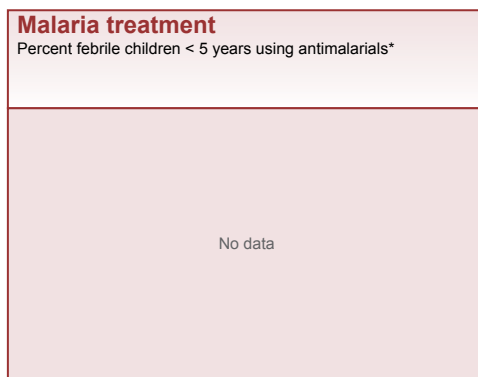 Malaria treatment
Percent febrile children < 5 years using antimalarials*
No data